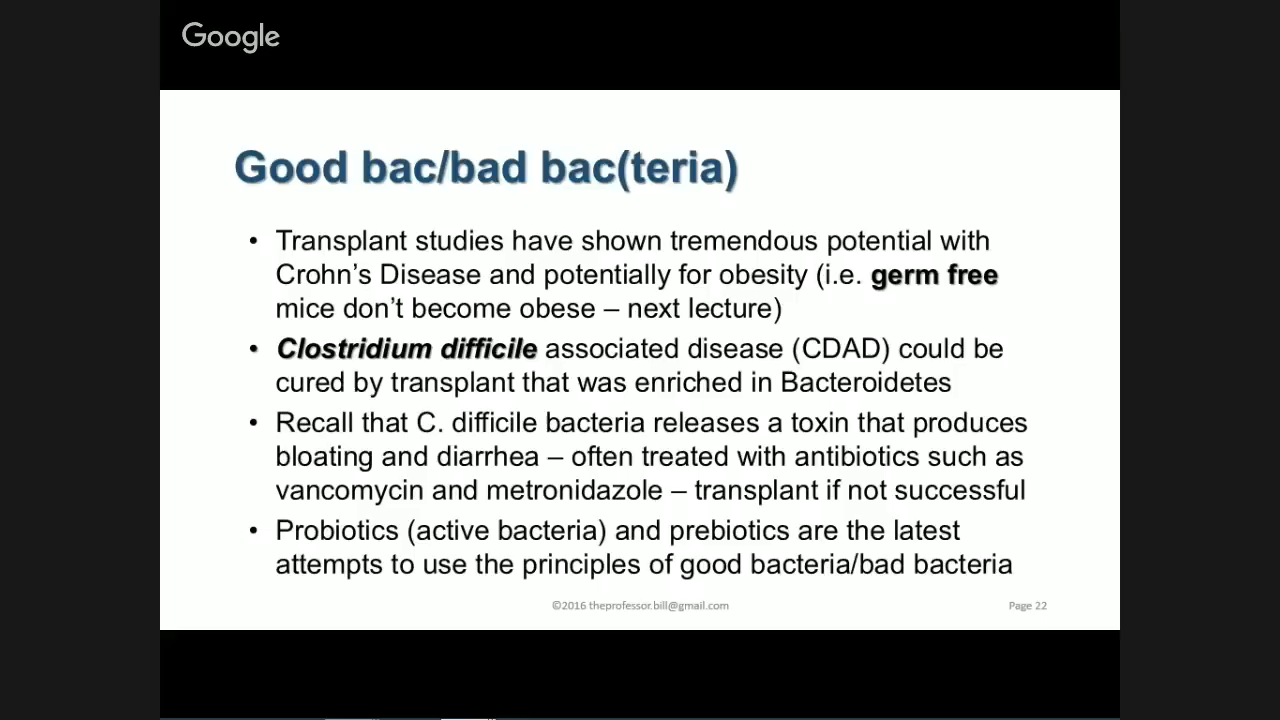 Google
Good bac/bad bac(teria)
• Transplant studies have shown tremendous potential with
Crohn’s Disease and potentially for obesity (i.e. germ free
mice don’t become obese – next lecture)
• Clostridium difficile associated disease (CDAD) could be
cured by transplant that was enriched in Bacteroidetes
• Recall that C. difficile bacteria releases a toxin that produces
bloating and diarrhea – often treated with antibiotics such as
vancomycin and metronidazole – transplant if not successful
• Probiotics (active bacteria) and prebiotics are the latest
attempts to use the principles of good bacteria/bad bacteria
©2016 theprofessor.bill@gmail.com
Page 22